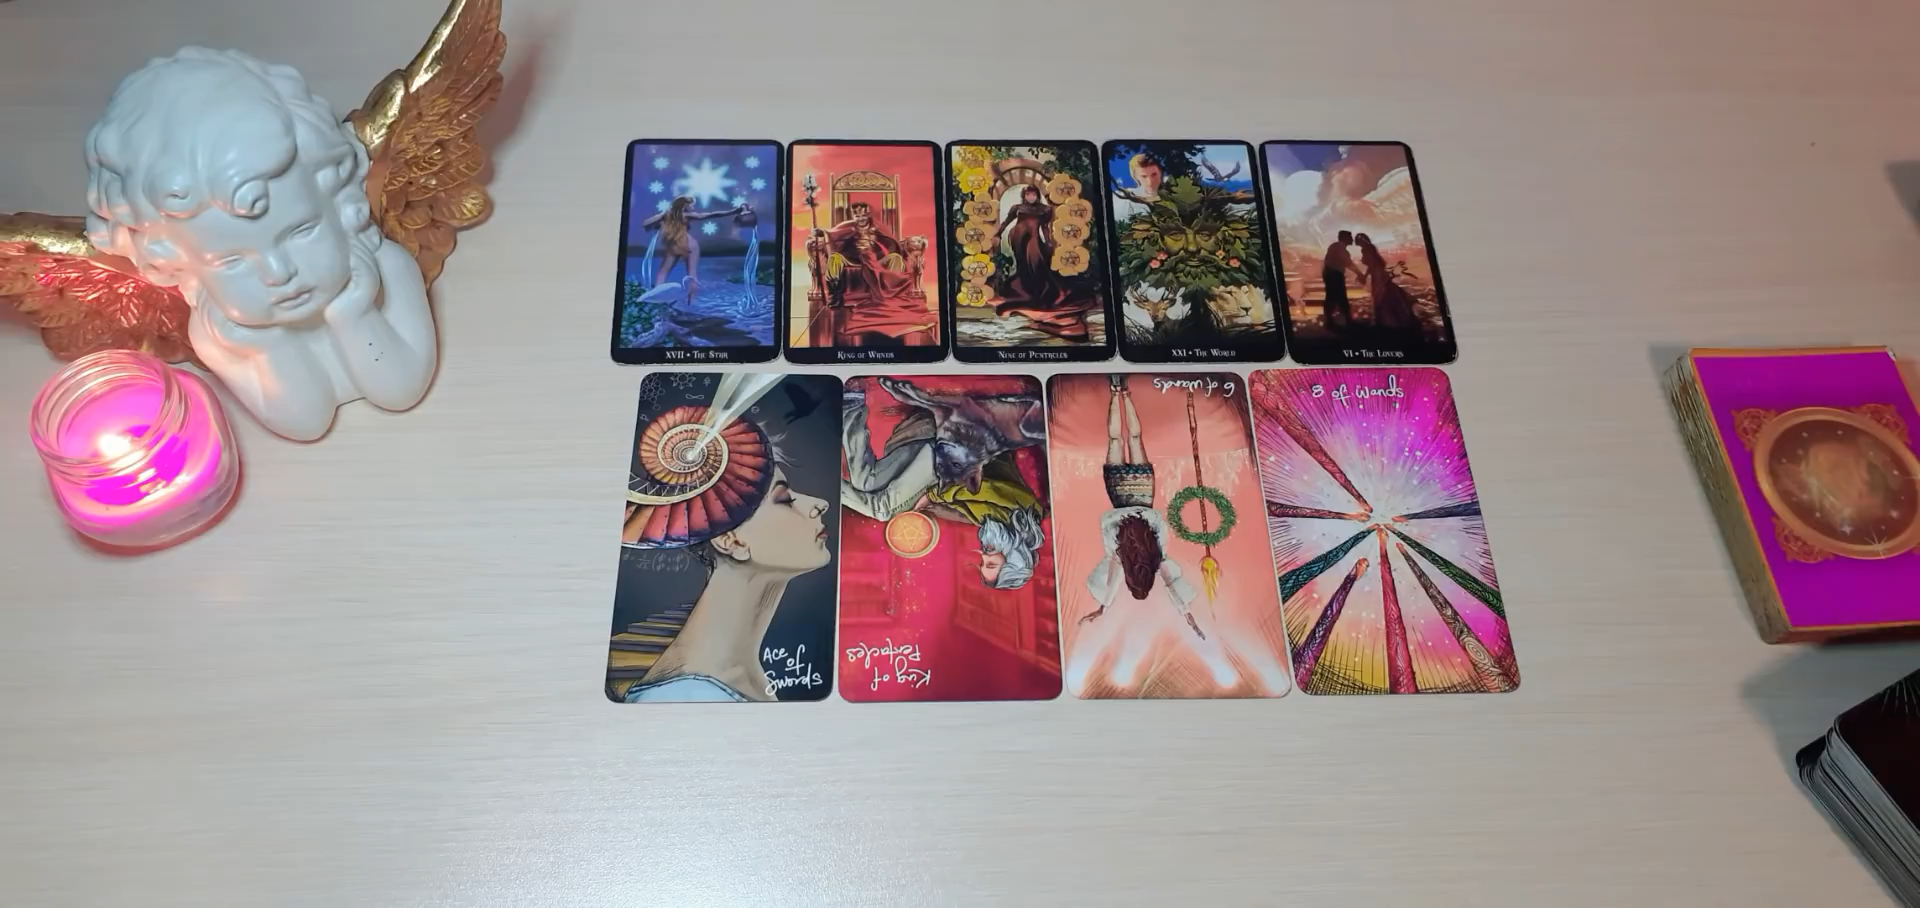 XVII • The Star
King of Wands
Nine of Pentacles
XXI • The World
VI • The Lovers
Ace
of
Swords
King of
Pentacles
6 of wands
8 of wands